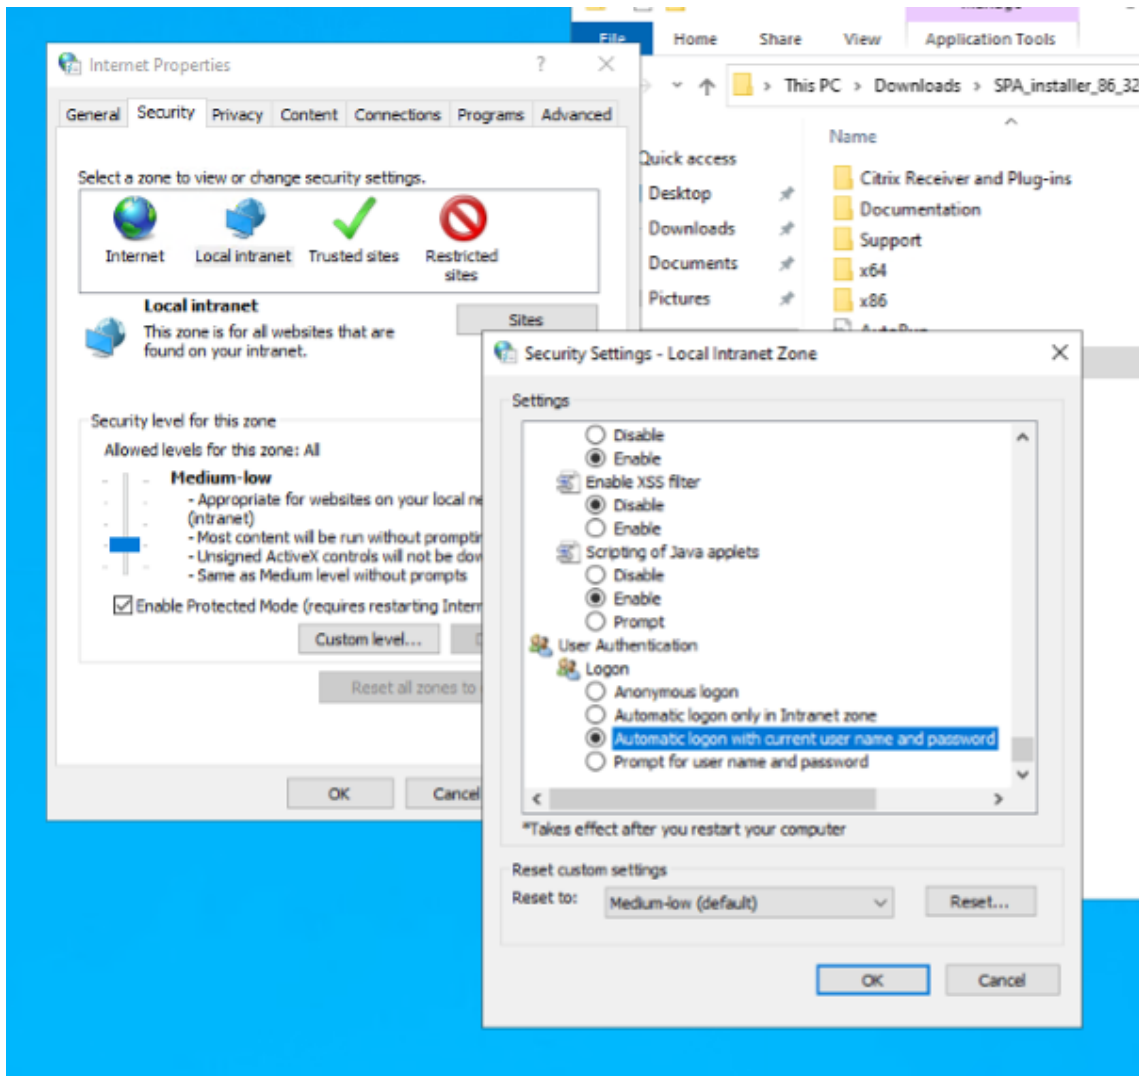 File
Home
Share
View
Application Tools
This PC > Downloads > SPA_installer_86_32
Name
Quick access
Desktop
Downloads
Documents
Pictures
Citrix Receiver and Plug-ins
Documentation
Support
x64
x86
AutoRun
Internet Properties
?
General
Security
Privacy
Content
Connections
Programs
Advanced
Select a zone to view or change security settings.
Internet
Local intranet
Trusted sites
Restricted
sites
Local intranet
This zone is for all websites that are
found on your intranet.
Sites
Security level for this zone
Allowed levels for this zone: All
Medium-low
- Appropriate for websites on your local
(intranet)
- Most content will be run without
- Unsigned ActiveX controls will not be
- Same as Medium level without prompts
Enable Protected Mode (requires restarting
Custom level...
Reset all zones to
OK
Cancel
Security Settings - Local Intranet Zone
Settings
Disable
Enable
Enable XSS filter
Disable
Enable
Scripting of Java applets
Disable
Enable
Prompt
User Authentication
Logon
Anonymous logon
Automatic logon only in Intranet zone
Automatic logon with current user name and password
Prompt for user name and password
*Takes effect after you restart your computer
Reset custom settings
Reset to:
Medium-low (default)
Reset...
OK
Cancel